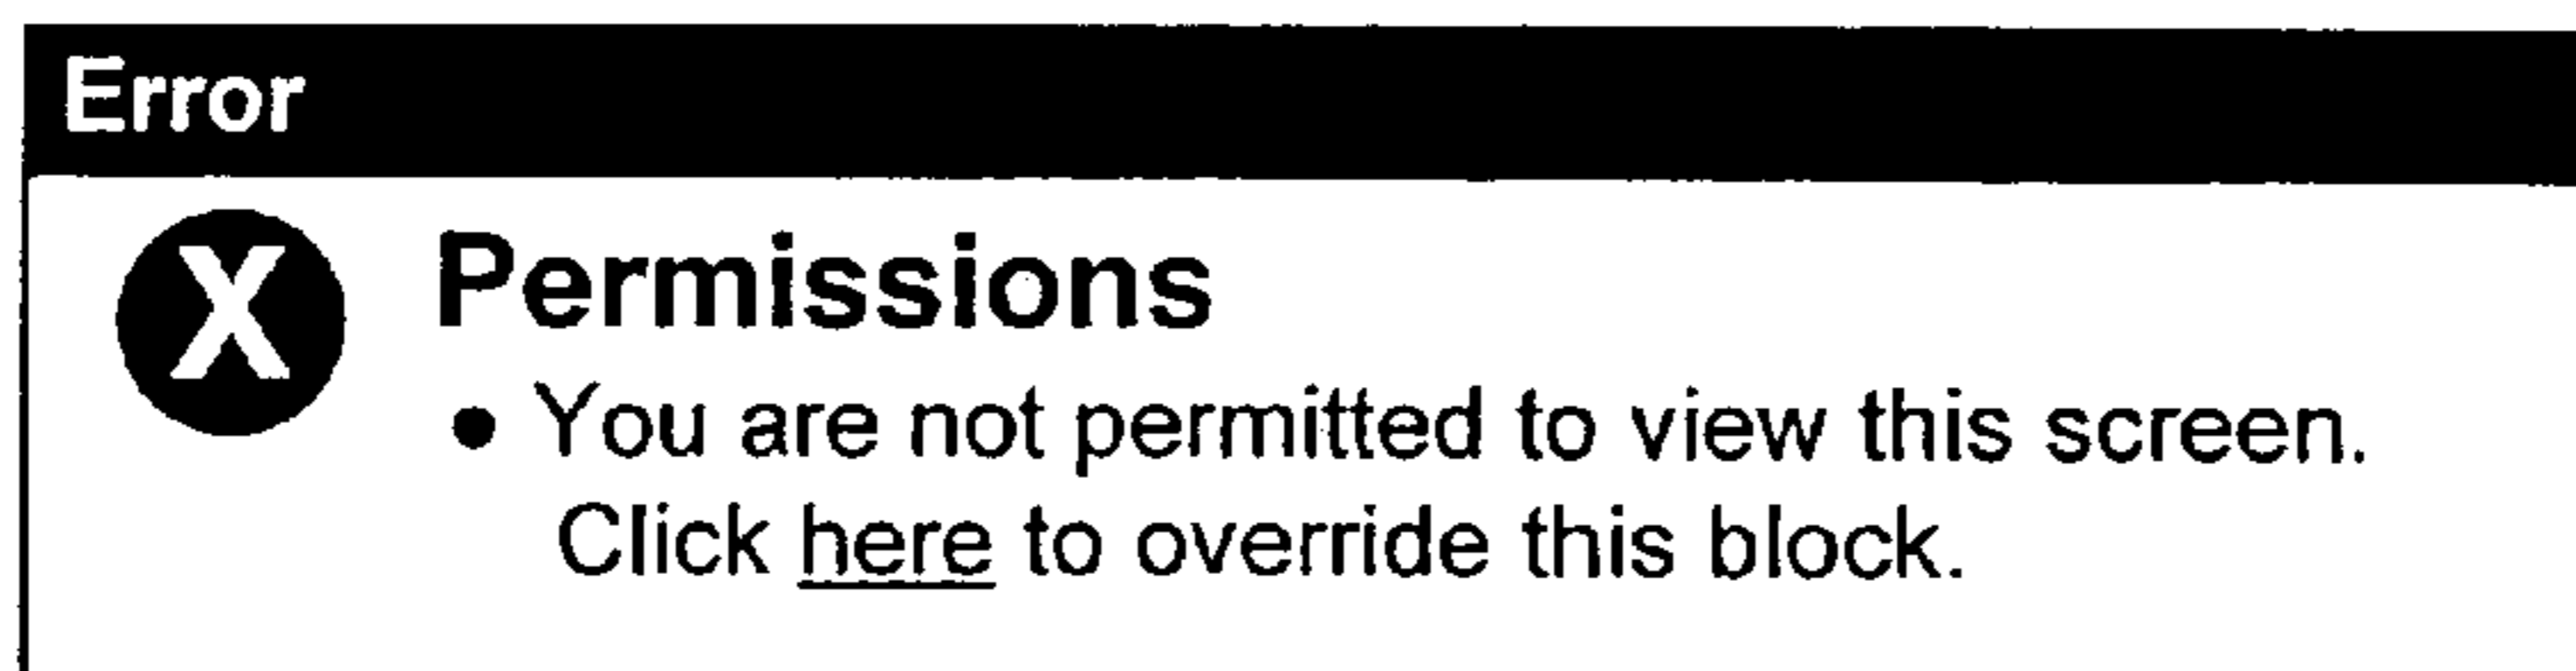 Error
X Permissions
• You are not permitted to view this screen.
Click here to override this block.